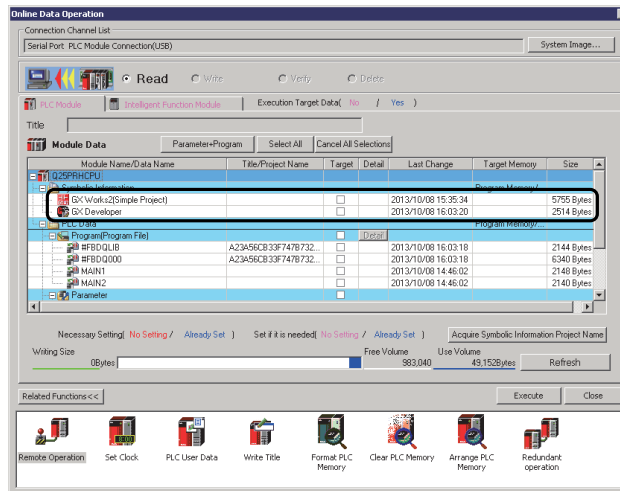 Online Data Operation
Connection Channel List
Serial Port PLC Module Connection(USB)
System Image...
Read
Write
Verify
Delete
PLC Module
Intelligent Function Module
Execution Target Data( No / Yes )
Title
Module Data
Parameter+Program
Select All
Cancel All Selections
Module Name/Data Name Title/Project Name Target Detail Last Change Target Memory Size
Q25PRHCPU
Symbolic Information Program Memory/...
GX Works2(Simple Project) 2013/10/08 15:35:34 5755 Bytes
GX Developer 2013/10/08 16:03:20 2514 Bytes
PLC Data Program Memory/...
Program(Program File) Detail
#FBDQLIB A23A56CB33F747B732... 2013/10/08 16:03:18 2144 Bytes
#FBDQ000 A23A56CB33F747B732... 2013/10/08 16:03:18 6340 Bytes
MAIN1 2013/10/08 14:46:02 2148 Bytes
MAIN2 2013/10/08 14:46:02 2140 Bytes
Parameter
Necessary Setting( No Setting / Already Set )
Set if it is needed( No Setting / Already Set )
Acquire Symbolic Information Project Name
Writing Size
0Bytes
Free Volume
983,040
Use Volume
49,152Bytes
Refresh
Related Functions<<
Execute
Close
Remote Operation
Set Clock
PLC User Data
Write Title
Format PLC Memory
Clear PLC Memory
Arrange PLC Memory
Redundant operation